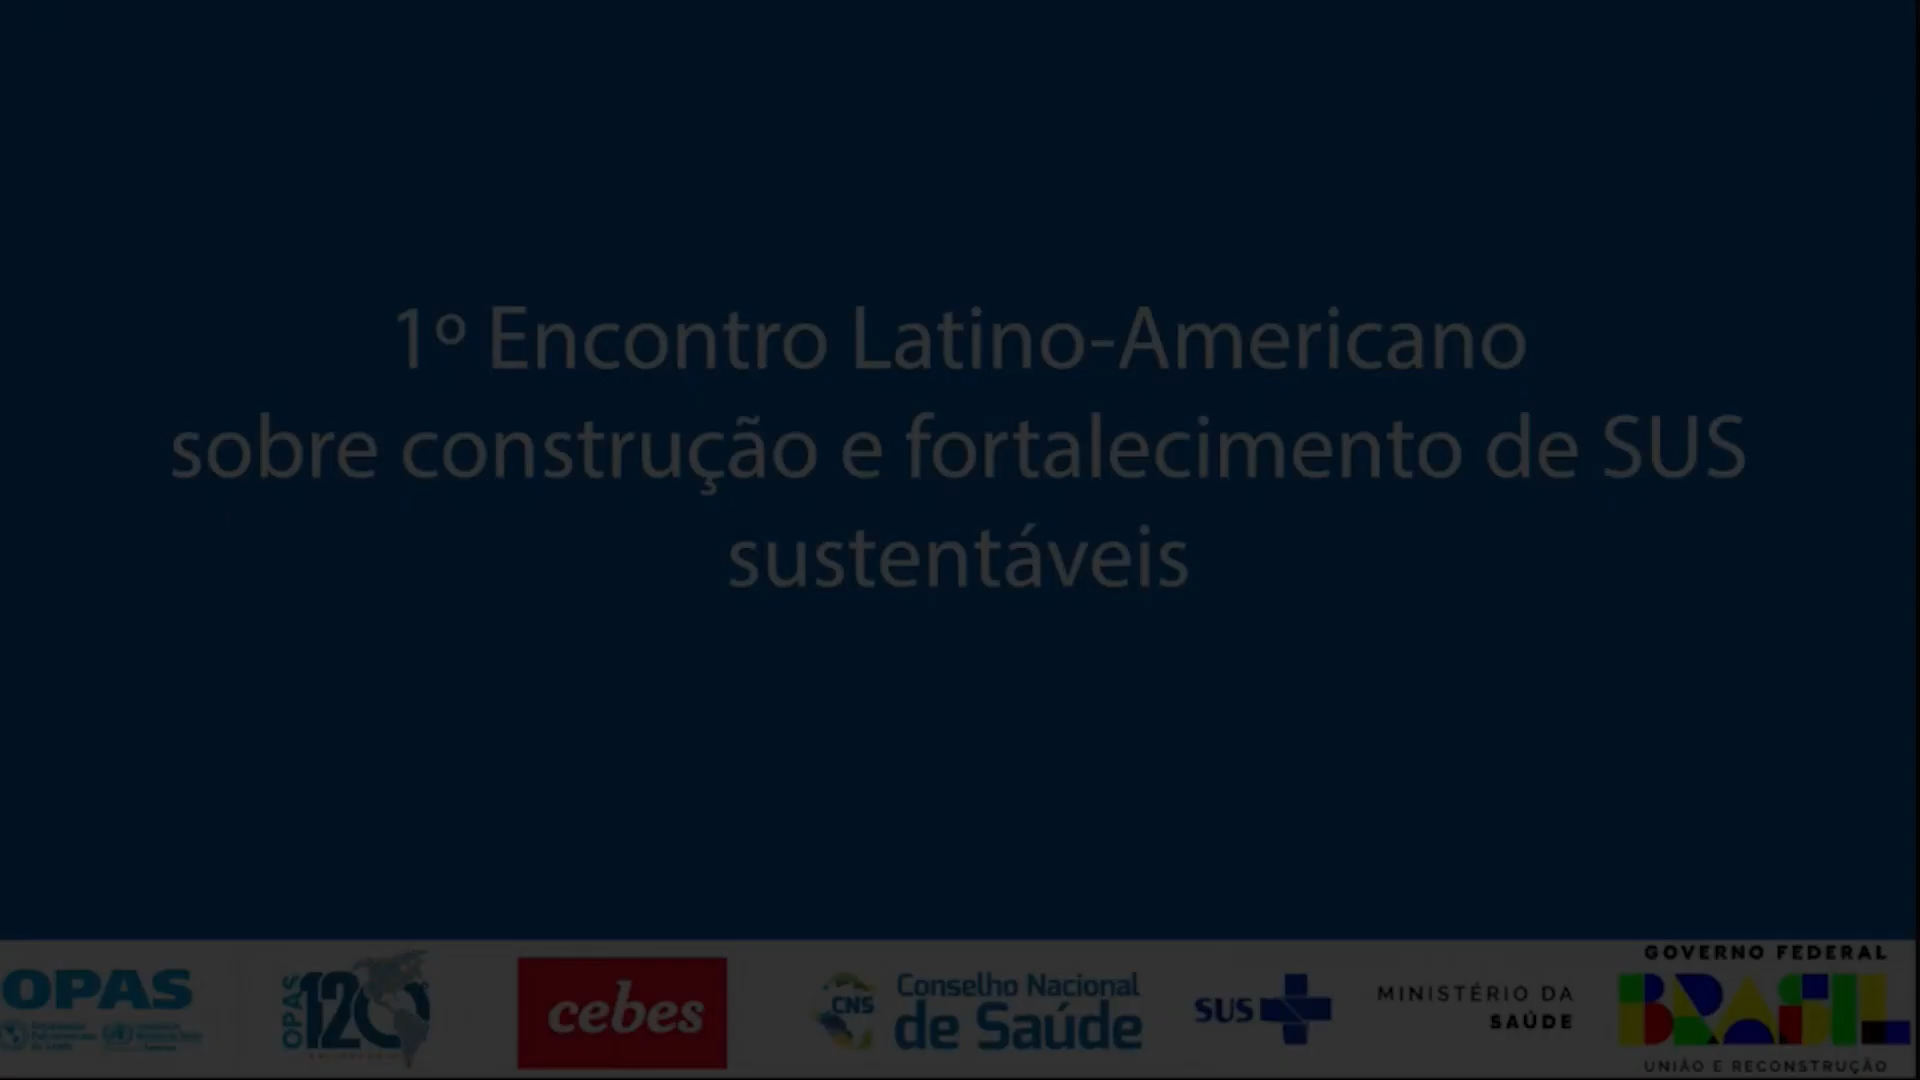 1º Encontro Latino-Americano
sobre construção e fortalecimento de SUS
sustentáveis
OPAS
OPAS 120
cebes
CNS
Conselho Nacional
de Saúde
SUS
MINISTÉRIO DA
SAÚDE
GOVERNO FEDERAL
BRASIL
UNIÃO E RECONSTRUÇÃO